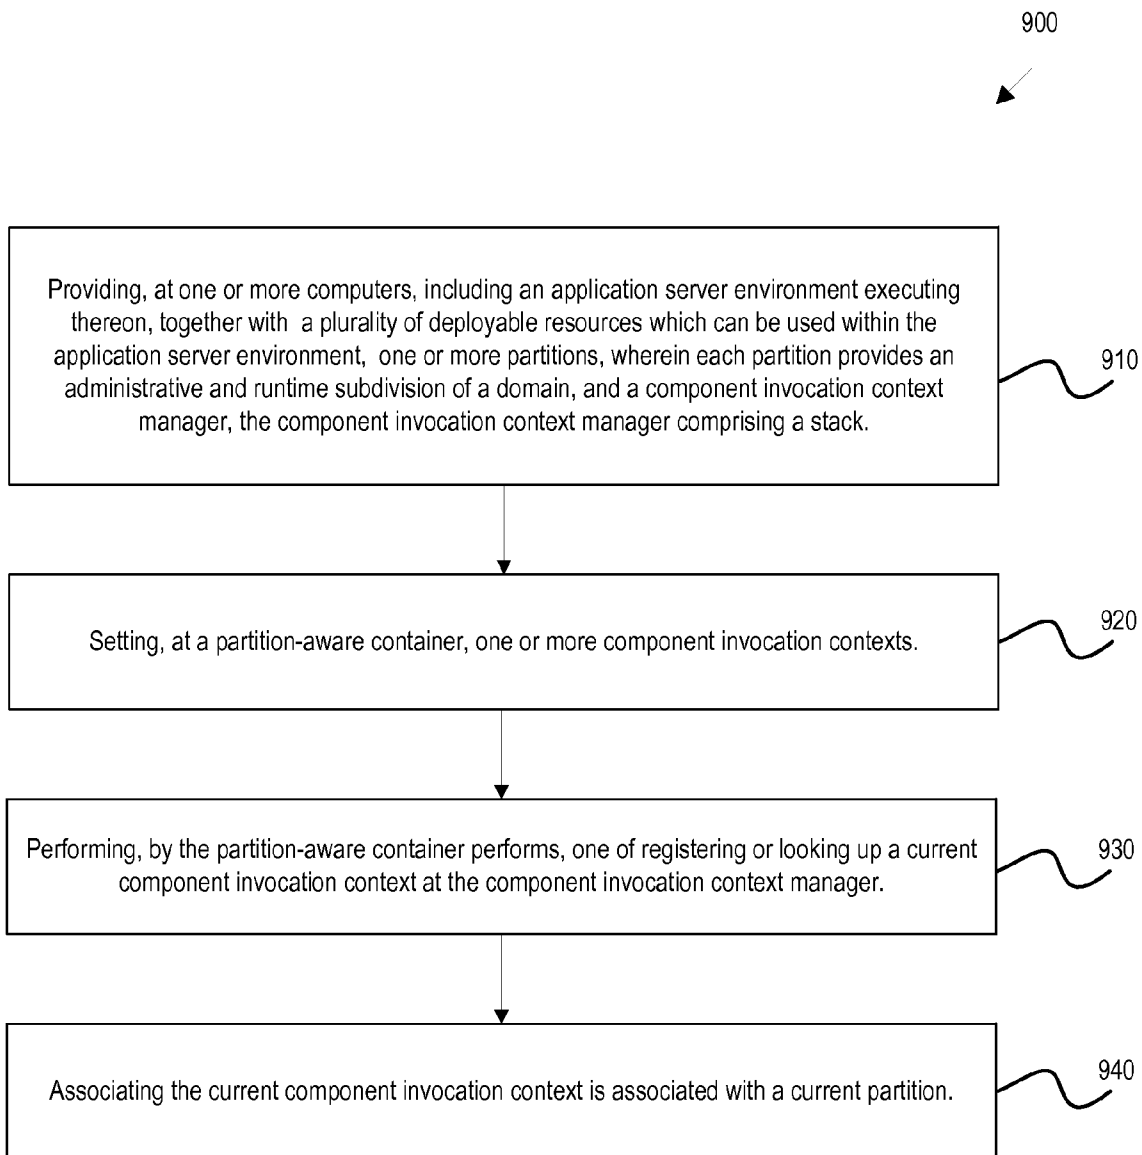 900
Providing, at one or more computers, including an application server environment executing
thereon, together with a plurality of deployable resources which can be used within the
application server environment, one or more partitions, wherein each partition provides an
administrative and runtime subdivision of a domain, and a component invocation context
manager, the component invocation context manager comprising a stack.
910
Setting, at a partition-aware container, one or more component invocation contexts.
920
Performing, by the partition-aware container performs, one of registering or looking up a current
component invocation context at the component invocation context manager.
930
Associating the current component invocation context is associated with a current partition.
940